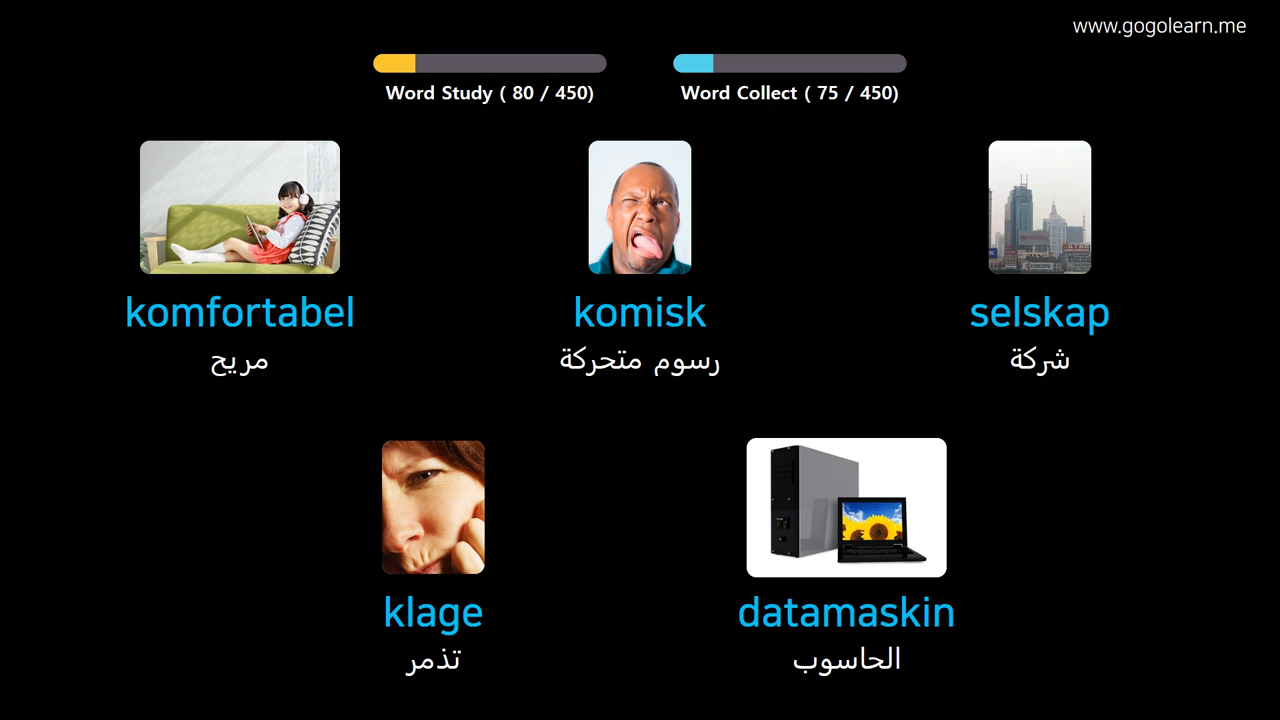 www.gogolearn.me
Word Study ( 80 / 450)
Word Collect ( 75 / 450)
komfortabel
مريح
komisk
رسوم متحركة
selskap
شركة
klage
تذمر
datamaskin
الحاسوب